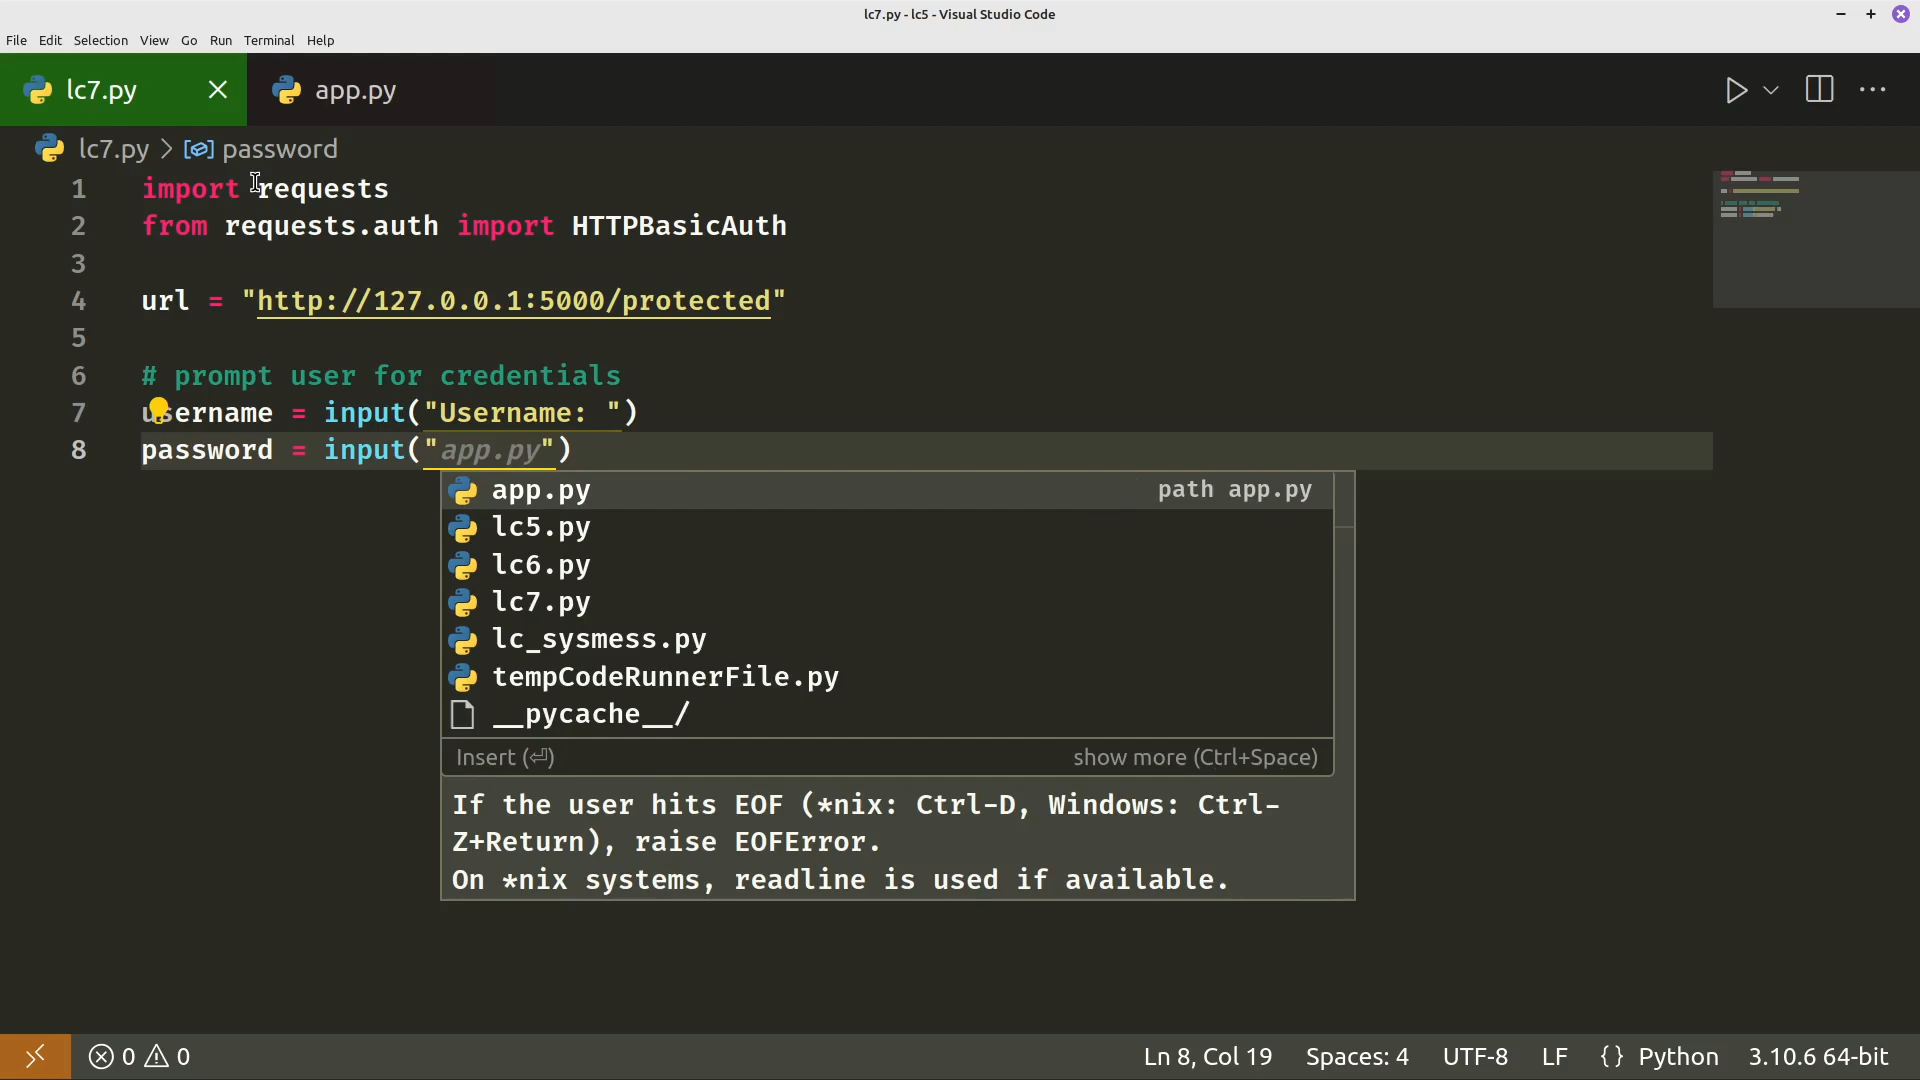 lc7.py - lc5 - Visual Studio Code
File Edit Selection View Go Run Terminal Help
lc7.py app.py
lc7.py > password
1 import requests
2 from requests.auth import HTTPBasicAuth
3
4 url = "http://127.0.0.1:5000/protected"
5
6 # prompt user for credentials
7 username = input("Username: ")
8 password = input("app.py")
app.py path app.py
lc5.py
lc6.py
lc7.py
lc_sysmess.py
tempCodeRunnerFile.py
__pycache__/
Insert (⏎) show more (Ctrl+Space)
If the user hits EOF (*nix: Ctrl-D, Windows: Ctrl-
Z+Return), raise EOFError.
On *nix systems, readline is used if available.
0 0 Ln 8, Col 19 Spaces: 4 UTF-8 LF {} Python 3.10.6 64-bit